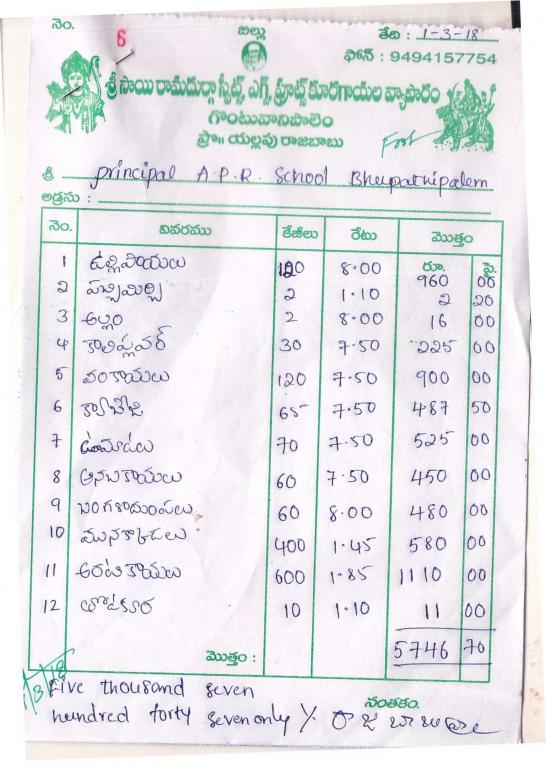 నెం. 6 బిల్లు తేది : 1-3-18
ఫోన్ : 9494157754
శ్రీ సాయి రామదుర్గా స్వీట్స్, ఎగ్స్, ఫ్రూట్స్ కూరగాయల వ్యాపారం
గొంటువానిపాలెం
ప్రొ॥ యల్లపు రాజబాబు
శ్రీ principal A.P.R. School Bhupathipalem
అడ్రసు :
నెం. వివరము కేజీలు రేటు మొత్తం
రూ. పై.
1 ఉల్లిపాయలు 120 8.00 960 00
2 పచ్చిమిర్చి 2 1.10 2 20
3 అల్లం 2 8.00 16 00
4 కాలిఫ్లవర్ 30 7.50 225 00
5 వంకాయలు 120 7.50 900 00
6 క్యాబేజి 65 7.50 487 50
7 టమాటలు 70 7.50 525 00
8 ఆనబకాయలు 60 7.50 450 00
9 బంగాళాదుంపలు 60 8.00 480 00
10 మునక్కాడలు 400 1.45 580 00
11 అరటికాయలు 600 1.85 1110 00
12 తోటకూర 10 1.10 11 00
మొత్తం : 5746 70
Five thousand seven
hundred forty seven only సంతకం. రాజబాబు